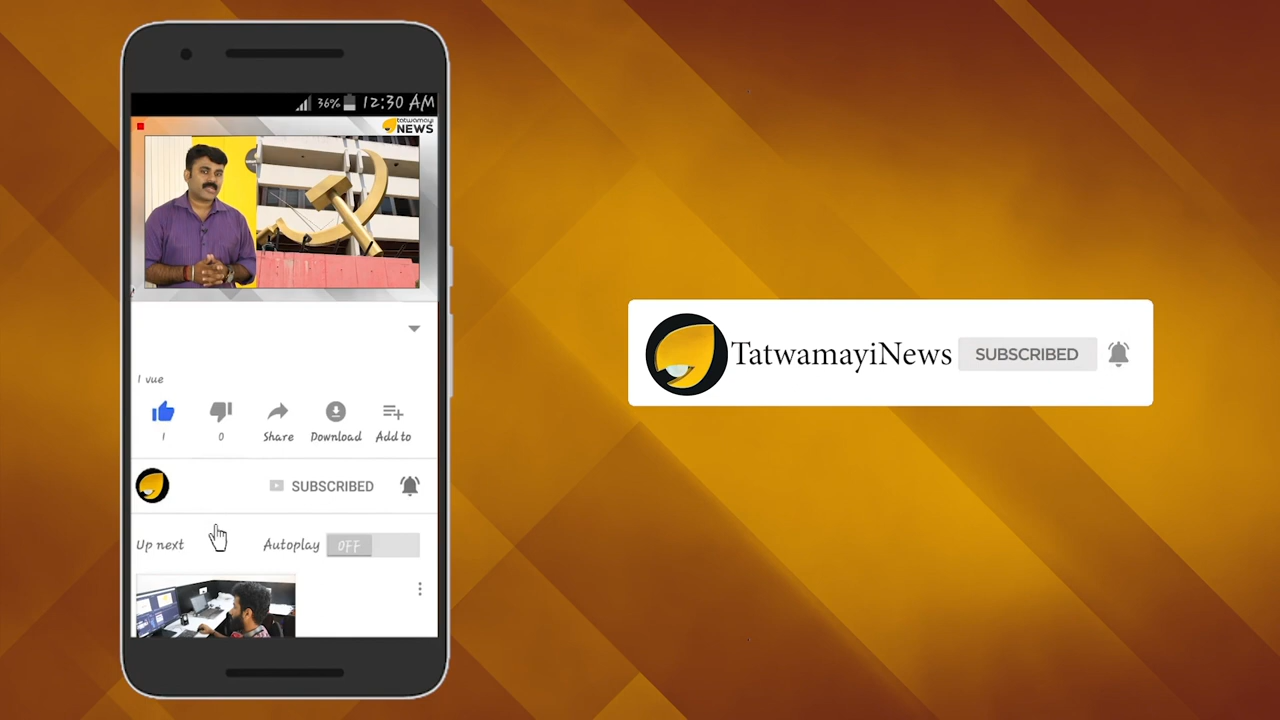 36% 12:30 AM
tatwamayi
NEWS
1 vue
1 0 Share Download Add to
SUBSCRIBED
Up next Autoplay OFF
TatwamayiNews SUBSCRIBED